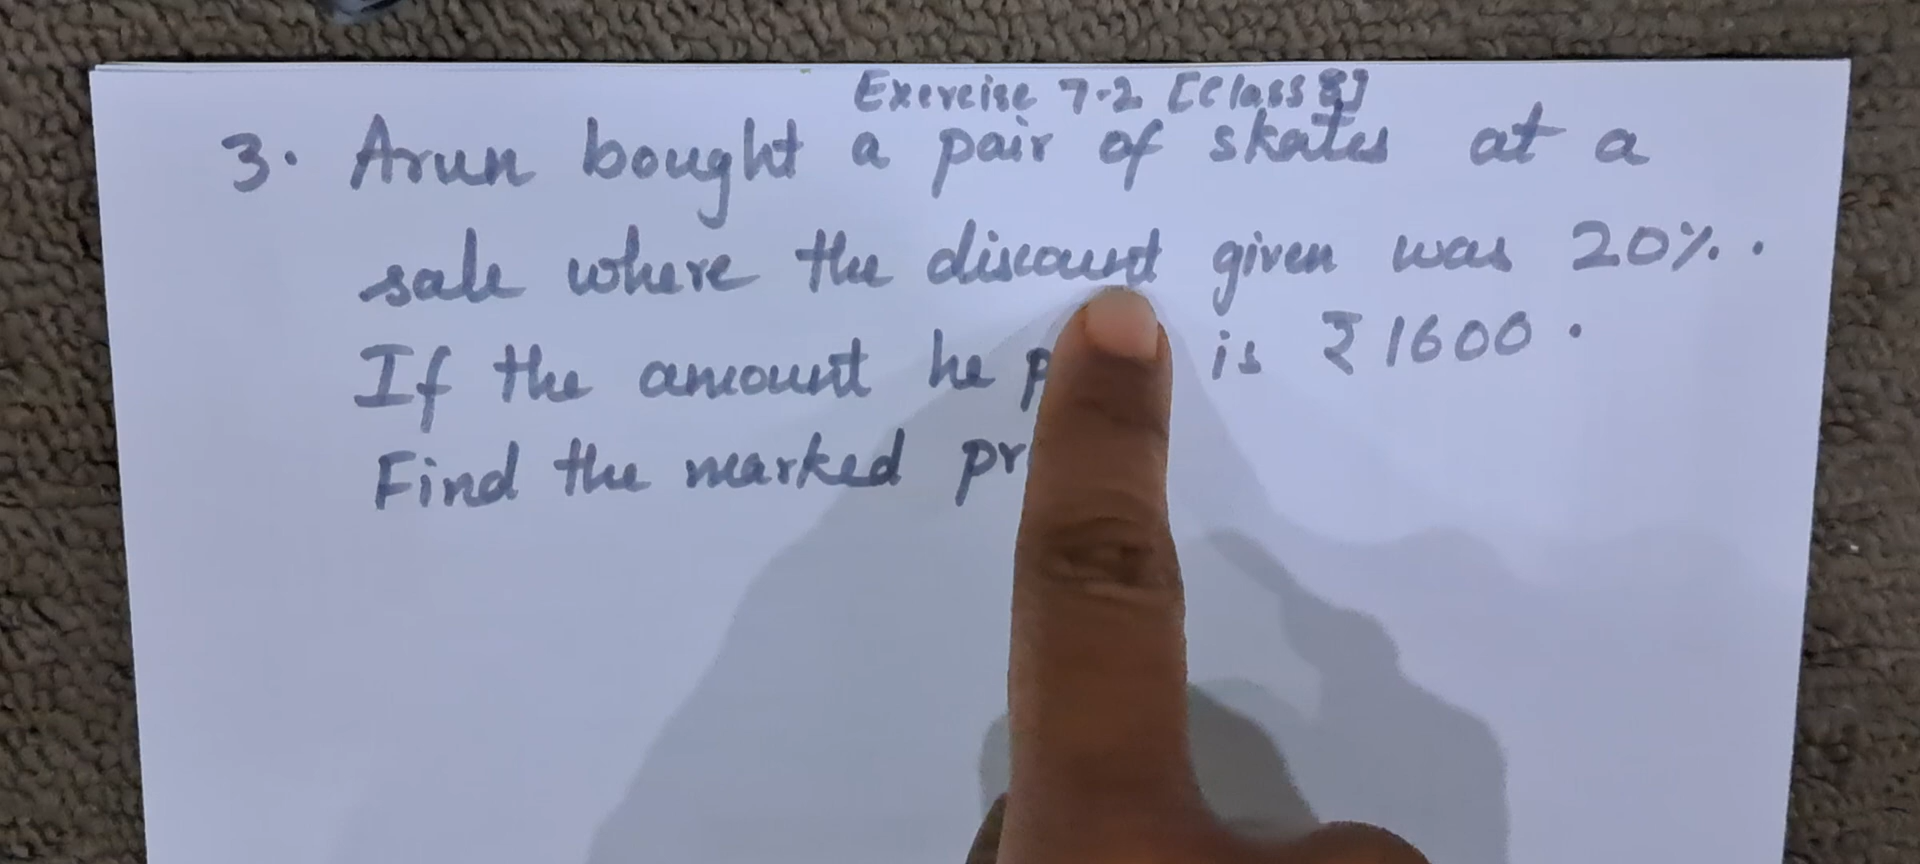 Exercise 7.2 [Class 8]
3. Arun bought a pair of skates at a
sale where the discount given was 20%.
If the amount he is ₹1600.
Find the marked